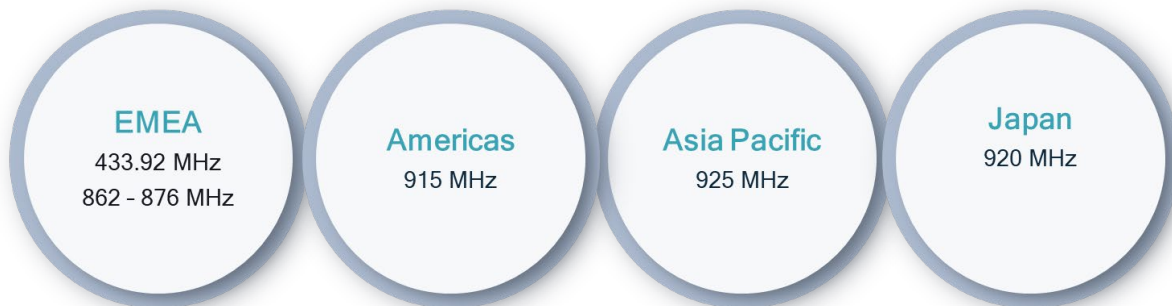 EMEA
433.92 MHz
862 - 876 MHz
Americas
915 MHz
Asia Pacific
925 MHz
Japan
920 MHz